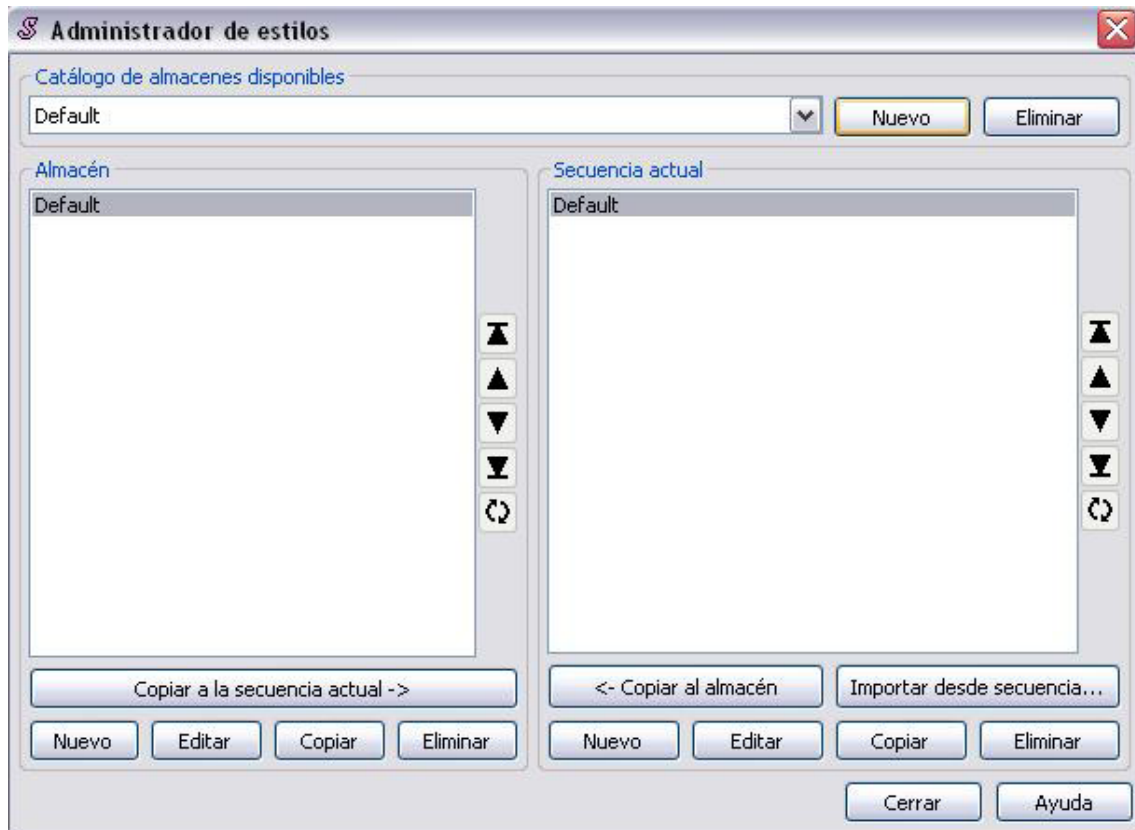 Administrador de estilos
Catálogo de almacenes disponibles
Default
Nuevo
Eliminar
Almacén
Default
Copiar a la secuencia actual ->
Nuevo
Editar
Copiar
Eliminar
Secuencia actual
Default
<- Copiar al almacén
Importar desde secuencia...
Nuevo
Editar
Copiar
Eliminar
Cerrar
Ayuda